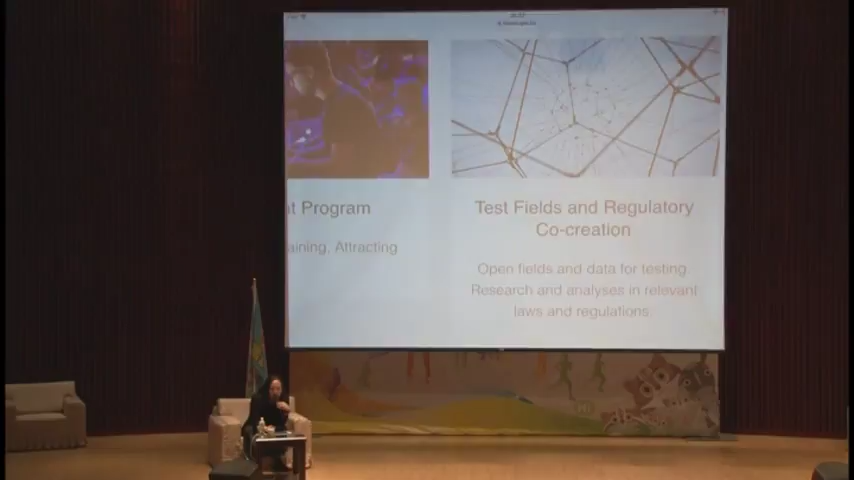 t Program
aining, Attracting
Test Fields and Regulatory
Co-creation
Open fields and data for testing.
Research and analyses in relevant
laws and regulations.